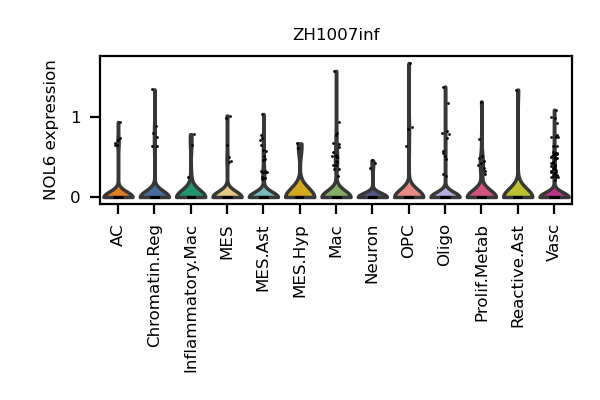 ZH1007inf
NOL6 expression
1
0
AC
Chromatin.Reg
Inflammatory.Mac
MES
MES.Ast
MES.Hyp
Mac
Neuron
OPC
Oligo
Prolif.Metab
Reactive.Ast
Vasc